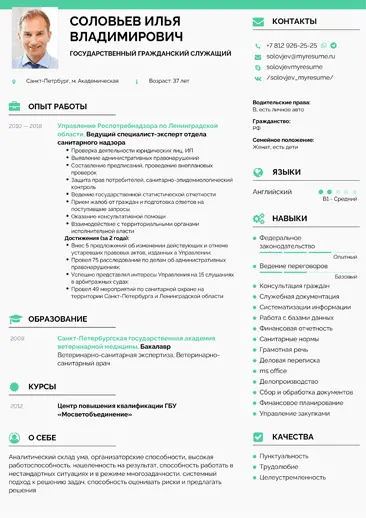 СОЛОВЬЕВ ИЛЬЯ
ВЛАДИМИРОВИЧ
ГОСУДАРСТВЕННЫЙ ГРАЖДАНСКИЙ СЛУЖАЩИЙ
Санкт-Петрбург, м. Академическая
Возраст: 37 лет
ОПЫТ РАБОТЫ
2010 — 2018
Управление Роспотребнадзора по Ленинградской
области. Ведущий специалист-эксперт отдела
санитарного надзора
Проверка деятельности юридических лиц, ИП
Выявление административных правонарушений
Составление предписаний, проведение внеплановых
проверок
Защита прав потребителей, санитарно-эпидемиологический
контроль
Ведение государственной статистической отчетности
Прием жалоб от граждан и подготовка ответов на
поступившие запросы
Оказание консультативной помощи
Взаимодействие с территориальными органами
исполнительной власти
Достижения (за 2 года):
Внес 5 предложений об изменении действующих и отмене
устаревших правовых актов, изданных в Управлении;
Провел 75 расследования по делам об административных
правонарушениях;
Успешно представлял интересы Управления на 15 слушаниях
в арбитражных судах;
Провел 49 мероприятий по санитарной охране на
территории Санкт-Петербурга и Ленинградской области
ОБРАЗОВАНИЕ
2009
Санкт-Петербургская государственная академия
ветеринарной медицины. Бакалавр
Ветеринарно-санитарная экспертиза. Ветеринарно-
санитарный врач
КУРСЫ
2012
Центр повышения квалификации ГБУ
«Мосветобъединение»
О СЕБЕ
Аналитический склад ума, организаторские способности, высокая
работоспособность, нацеленность на результат, способность работать в
нестандартных ситуациях и в режиме многозадачности, системный
подход к решению задач, способность оценивать риски и предлагать
решения
КОНТАКТЫ
+7 812 926-25-25
solovjev@myresume.ru
solovjevmyresume
/solovjev_myresume/
Водительские права:
B, есть личное авто
Гражданство:
РФ
Семейное положение:
Женат, есть дети
ЯЗЫКИ
Английский
B1 - Средний
НАВЫКИ
Федеральное
законодательство
Опытный
Ведение переговоров
Базовый
Консультация граждан
Служебная документация
Систематизации информации
Работа с базами данных
Финансовая отчетность
Санитарные нормы
Грамотная речь
Деловая переписка
ms office
Делопроизводство
Сбор и обработка документов
Финансовое планирование
Управление закупками
КАЧЕСТВА
Пунктуальность
Трудолюбие
Целеустремленность